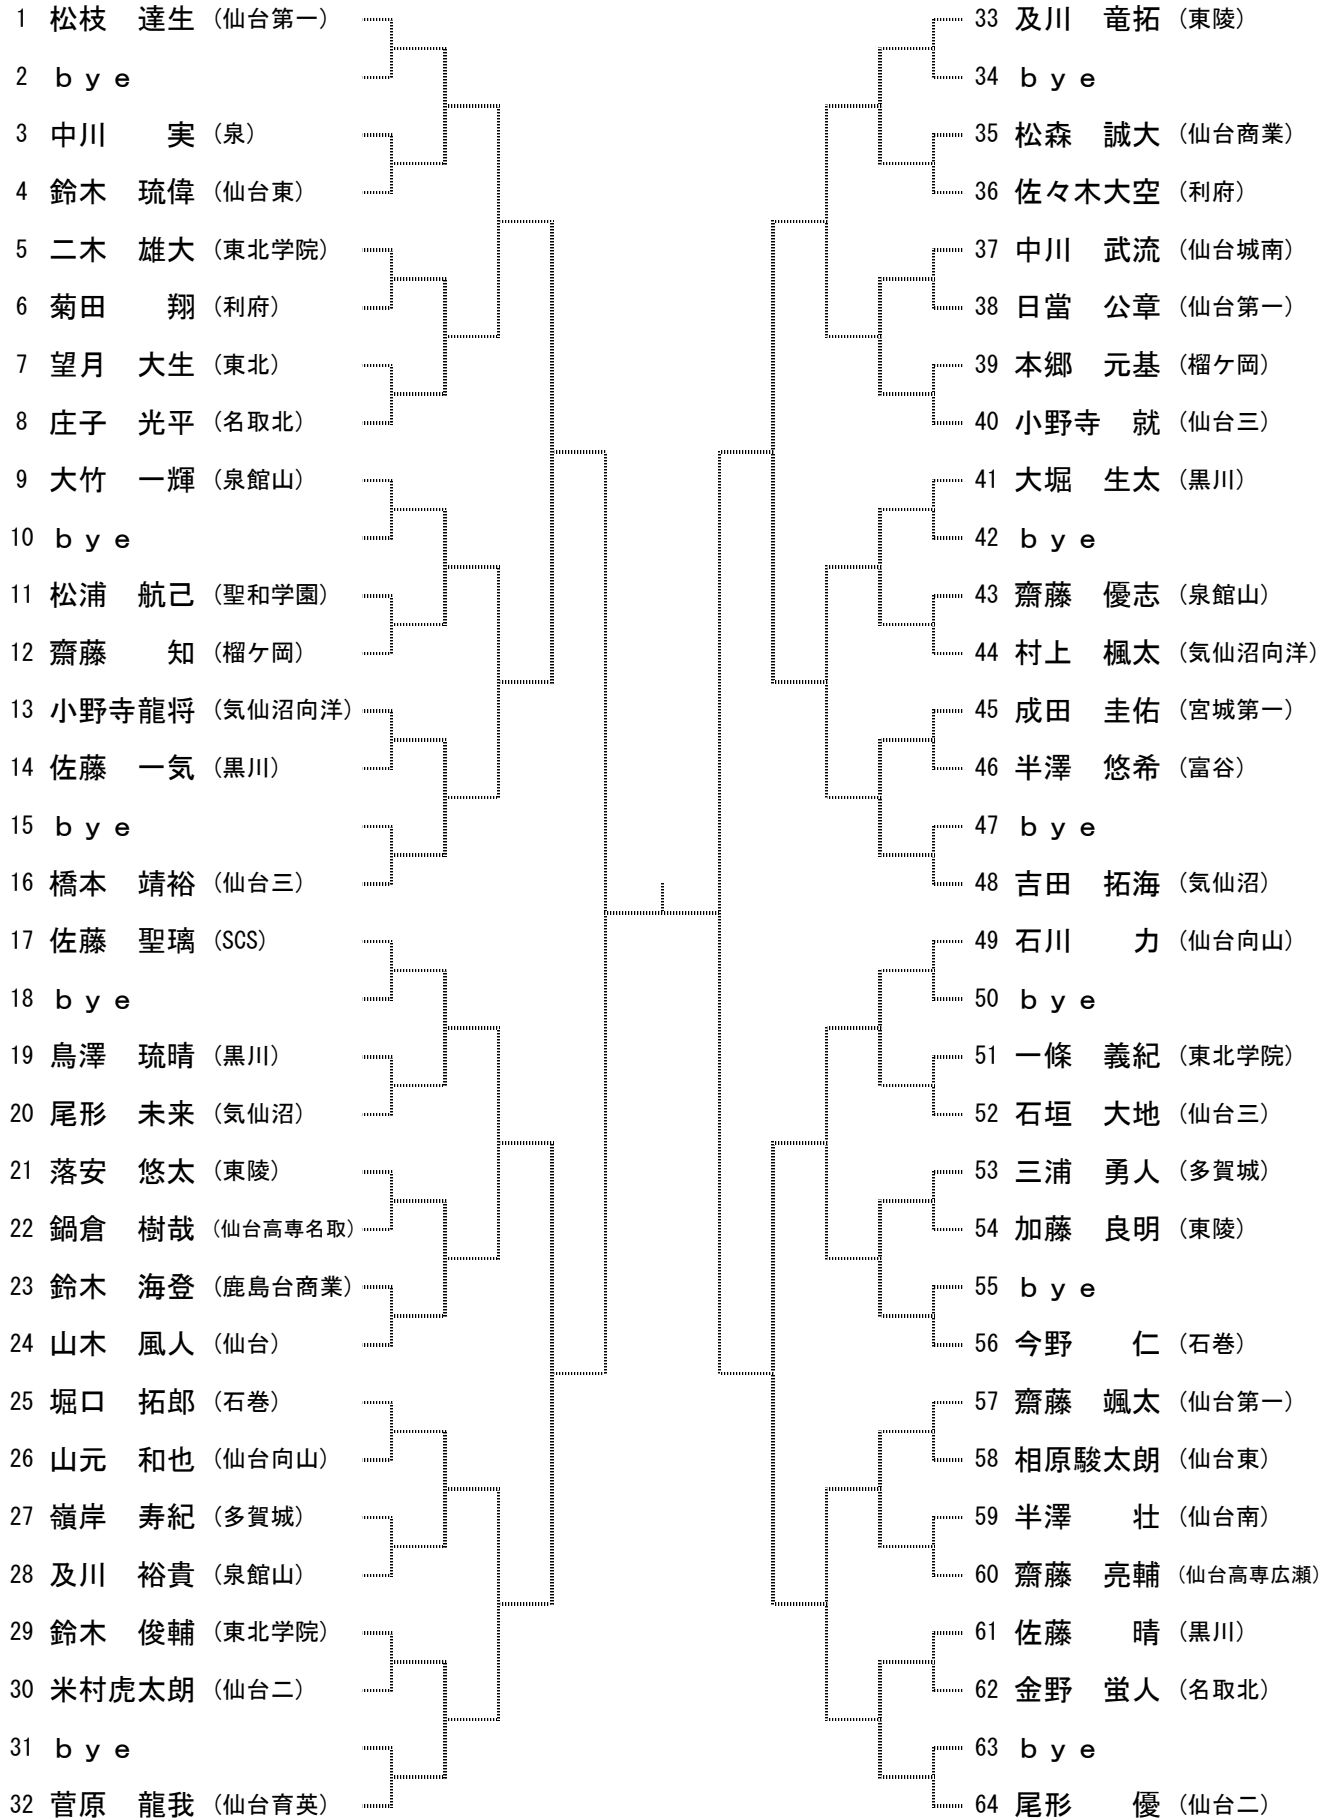 1 松枝　達生 (仙台第一)
2 ｂｙｅ
3 中川　　実 (泉)
4 鈴木　琉偉 (仙台東)
5 二木　雄大 (東北学院)
6 菊田　　翔 (利府)
7 望月　大生 (東北)
8 庄子　光平 (名取北)
9 大竹　一輝 (泉館山)
10 ｂｙｅ
11 松浦　航己 (聖和学園)
12 齋藤　　知 (榴ケ岡)
13 小野寺龍将 (気仙沼向洋)
14 佐藤　一気 (黒川)
15 ｂｙｅ
16 橋本　靖裕 (仙台三)
17 佐藤　聖璃 (SCS)
18 ｂｙｅ
19 鳥澤　琉晴 (黒川)
20 尾形　未来 (気仙沼)
21 落安　悠太 (東陵)
22 鍋倉　樹哉 (仙台高専名取)
23 鈴木　海登 (鹿島台商業)
24 山木　風人 (仙台)
25 堀口　拓郎 (石巻)
26 山元　和也 (仙台向山)
27 嶺岸　寿紀 (多賀城)
28 及川　裕貴 (泉館山)
29 鈴木　俊輔 (東北学院)
30 米村虎太朗 (仙台二)
31 ｂｙｅ
32 菅原　龍我 (仙台育英)
33 及川　竜拓 (東陵)
34 ｂｙｅ
35 松森　誠大 (仙台商業)
36 佐々木大空 (利府)
37 中川　武流 (仙台城南)
38 日當　公章 (仙台第一)
39 本郷　元基 (榴ケ岡)
40 小野寺　就 (仙台三)
41 大堀　生太 (黒川)
42 ｂｙｅ
43 齋藤　優志 (泉館山)
44 村上　楓太 (気仙沼向洋)
45 成田　圭佑 (宮城第一)
46 半澤　悠希 (富谷)
47 ｂｙｅ
48 吉田　拓海 (気仙沼)
49 石川　　力 (仙台向山)
50 ｂｙｅ
51 一條　義紀 (東北学院)
52 石垣　大地 (仙台三)
53 三浦　勇人 (多賀城)
54 加藤　良明 (東陵)
55 ｂｙｅ
56 今野　　仁 (石巻)
57 齋藤　颯太 (仙台第一)
58 相原駿太朗 (仙台東)
59 半澤　　壮 (仙台南)
60 齋藤　亮輔 (仙台高専広瀬)
61 佐藤　　晴 (黒川)
62 金野　蛍人 (名取北)
63 ｂｙｅ
64 尾形　　優 (仙台二)